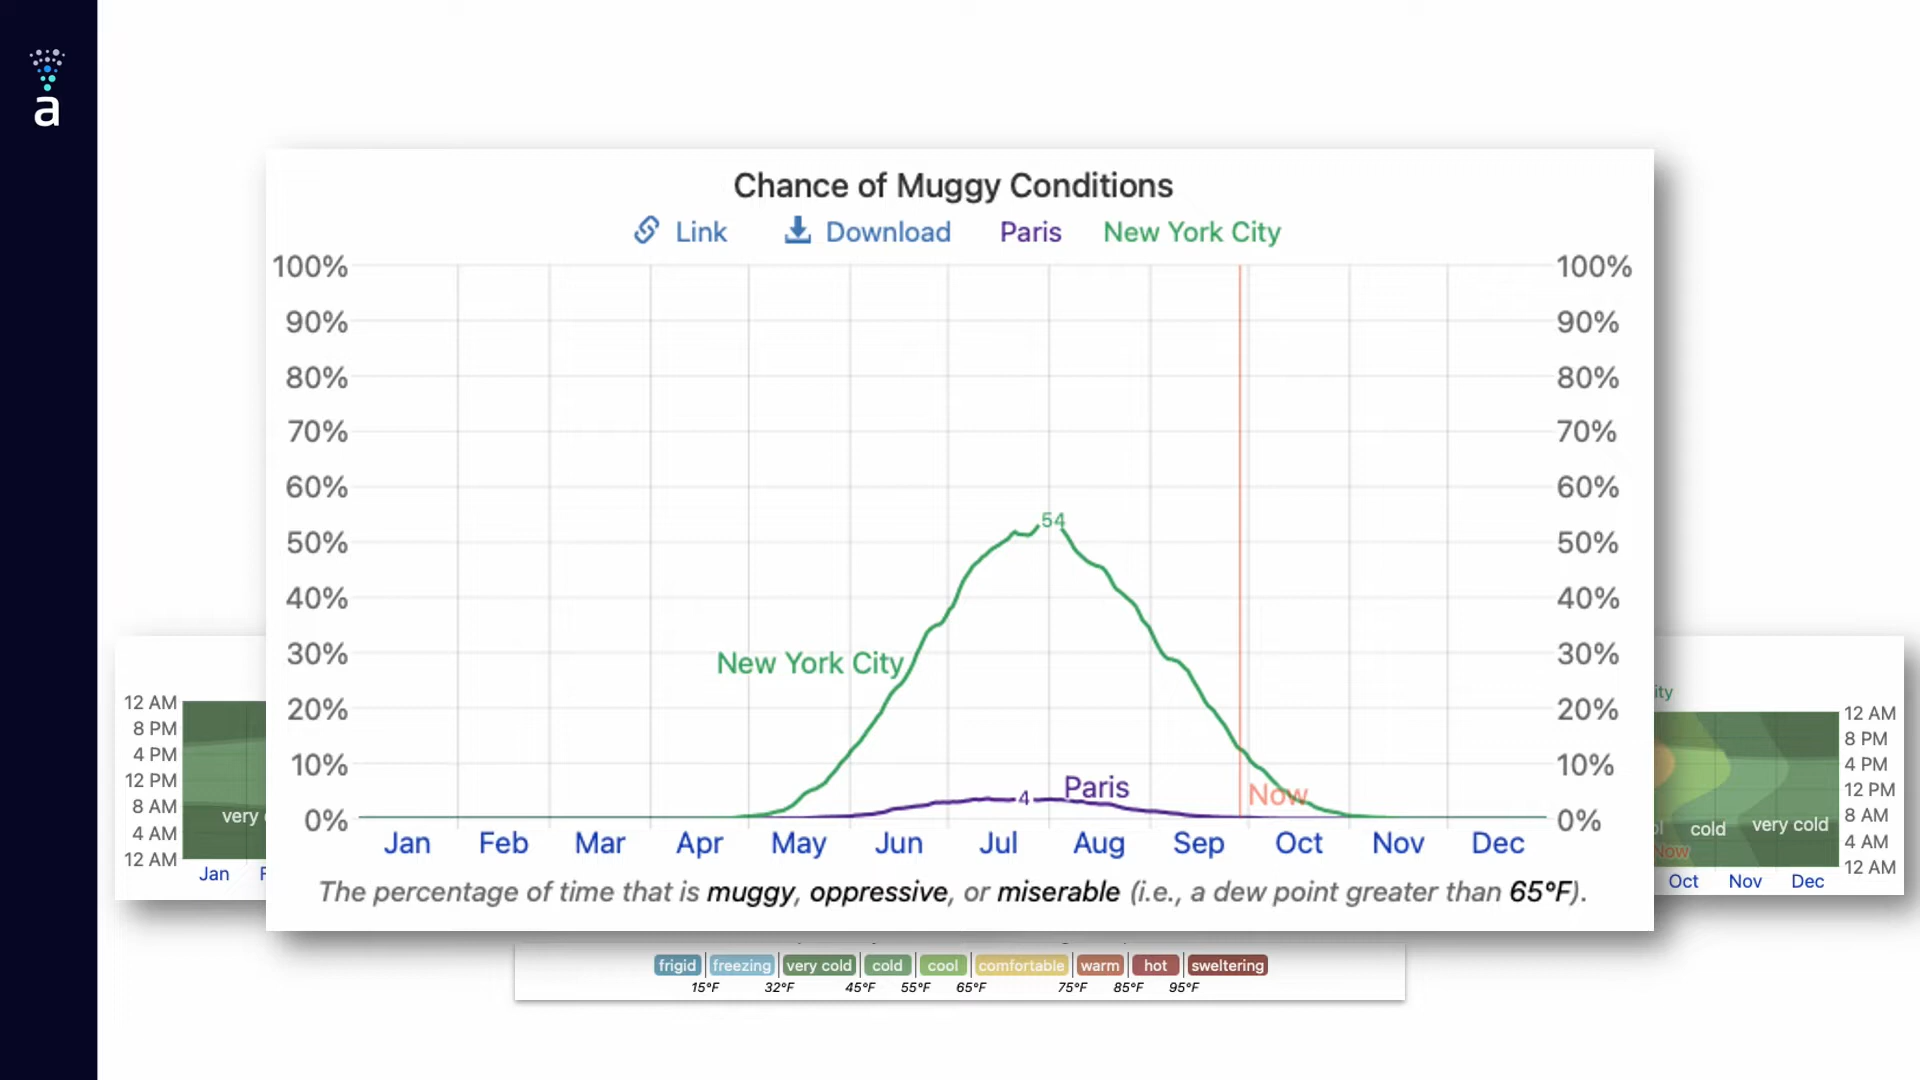 a
Chance of Muggy Conditions
Link Download Paris New York City
100% 100%
90% 90%
80% 80%
70% 70%
60% 60%
54
50% 50%
40% 40%
30% New York City 30%
20% 20%
10% 10%
4 Paris Now
0% 0%
Jan Feb Mar Apr May Jun Jul Aug Sep Oct Nov Dec
The percentage of time that is muggy, oppressive, or miserable (i.e., a dew point greater than 65°F).
12 AM
8 PM
4 PM
12 PM
8 AM
very
4 AM
12 AM
Jan
ity
12 AM
8 PM
4 PM
12 PM
8 AM
cold very cold
4 AM
Now
12 AM
Oct Nov Dec
frigid freezing very cold cold cool comfortable warm hot sweltering
15°F 32°F 45°F 55°F 65°F 75°F 85°F 95°F